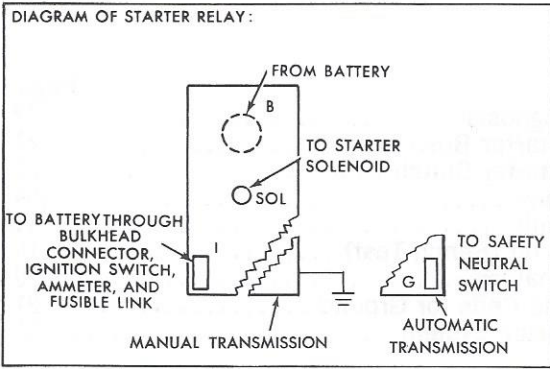 DIAGRAM OF STARTER RELAY:
FROM BATTERY
B
TO STARTER
SOLENOID
SOL
TO BATTERY THROUGH
BULKHEAD
CONNECTOR,
IGNITION SWITCH,
AMMETER, AND
FUSIBLE LINK
I
MANUAL TRANSMISSION
G
TO SAFETY
NEUTRAL
SWITCH
AUTOMATIC
TRANSMISSION